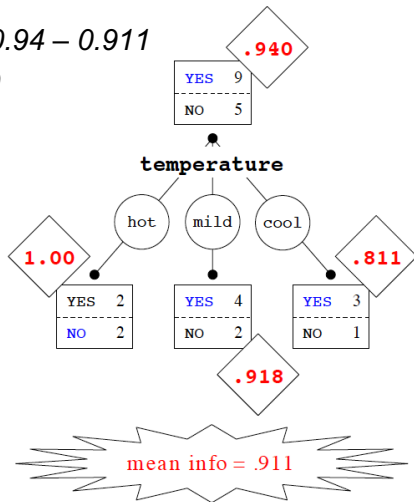 0.94 – 0.911
)
.940
YES 9
NO 5
temperature
hot
mild
cool
1.00
.811
YES 2
NO 2
YES 4
NO 2
YES 3
NO 1
.918
mean info = .911